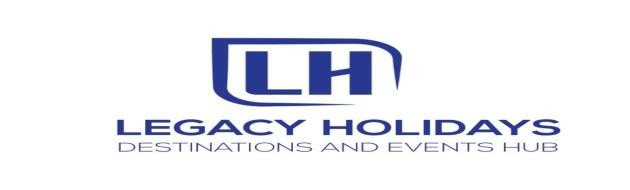 LH
LEGACY HOLIDAYS
DESTINATIONS AND EVENTS HUB